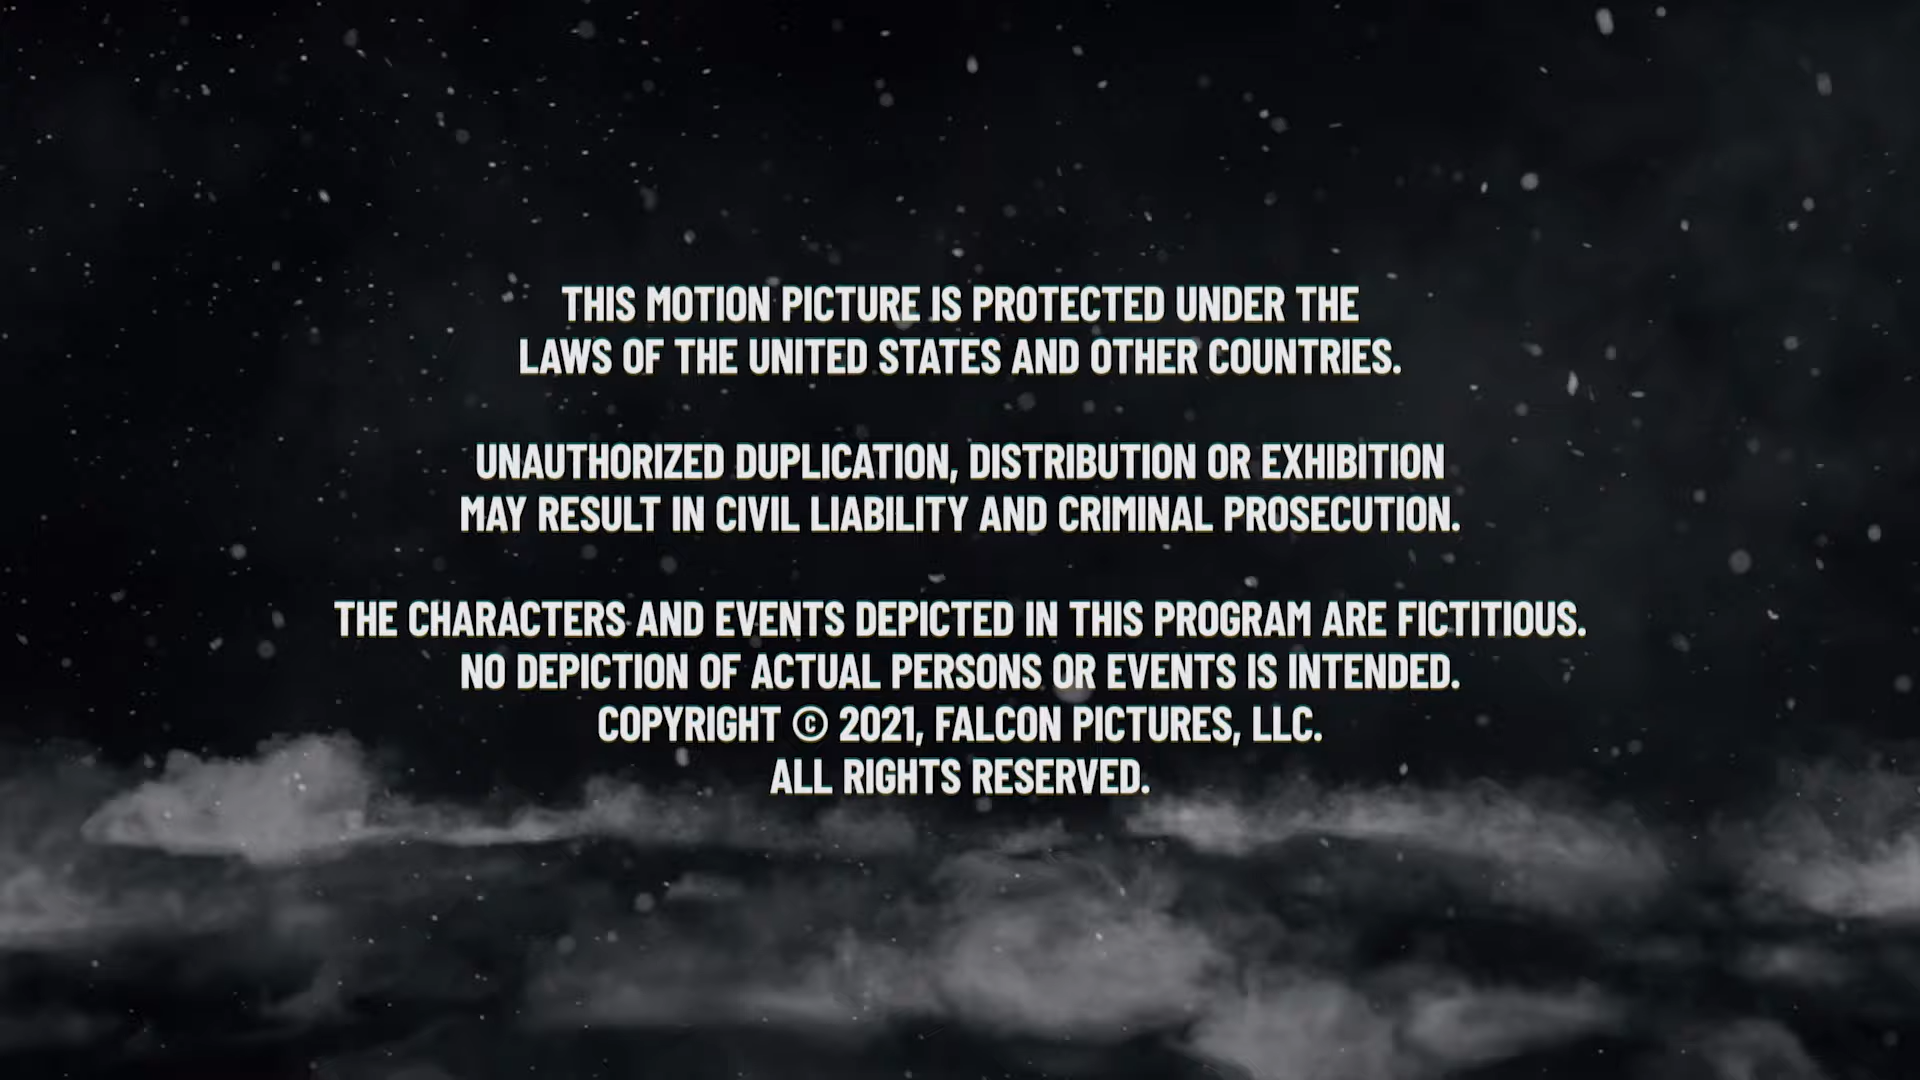 THIS MOTION PICTURE IS PROTECTED UNDER THE
LAWS OF THE UNITED STATES AND OTHER COUNTRIES.
UNAUTHORIZED DUPLICATION, DISTRIBUTION OR EXHIBITION
MAY RESULT IN CIVIL LIABILITY AND CRIMINAL PROSECUTION.
THE CHARACTERS AND EVENTS DEPICTED IN THIS PROGRAM ARE FICTITIOUS.
NO DEPICTION OF ACTUAL PERSONS OR EVENTS IS INTENDED.
COPYRIGHT © 2021, FALCON PICTURES, LLC.
ALL RIGHTS RESERVED.